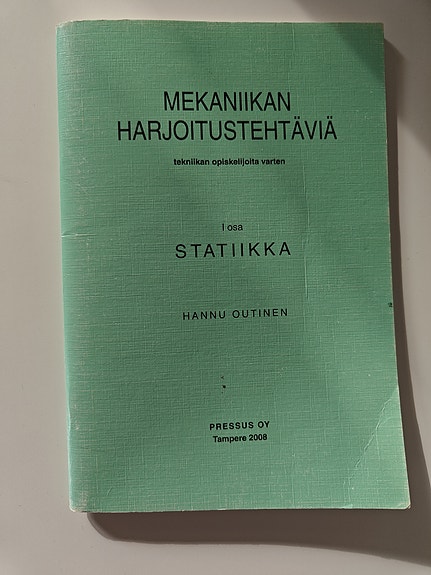 MEKANIIKAN
HARJOITUSTEHTÄVIÄ
tekniikan opiskelijoita varten
I osa
STATIIKKA
HANNU OUTINEN
PRESSUS OY
Tampere 2008